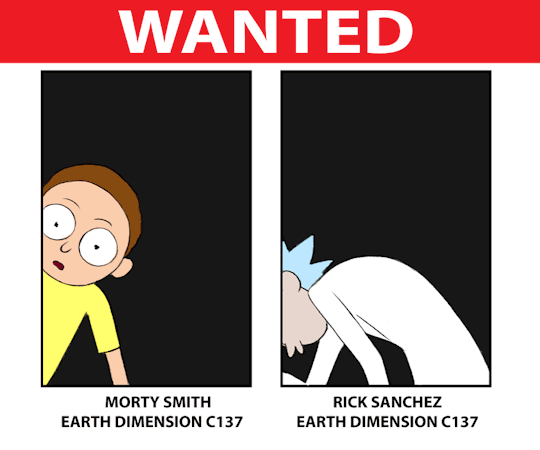 WANTED
MORTY SMITH
EARTH DIMENSION C137
RICK SANCHEZ
EARTH DIMENSION C137